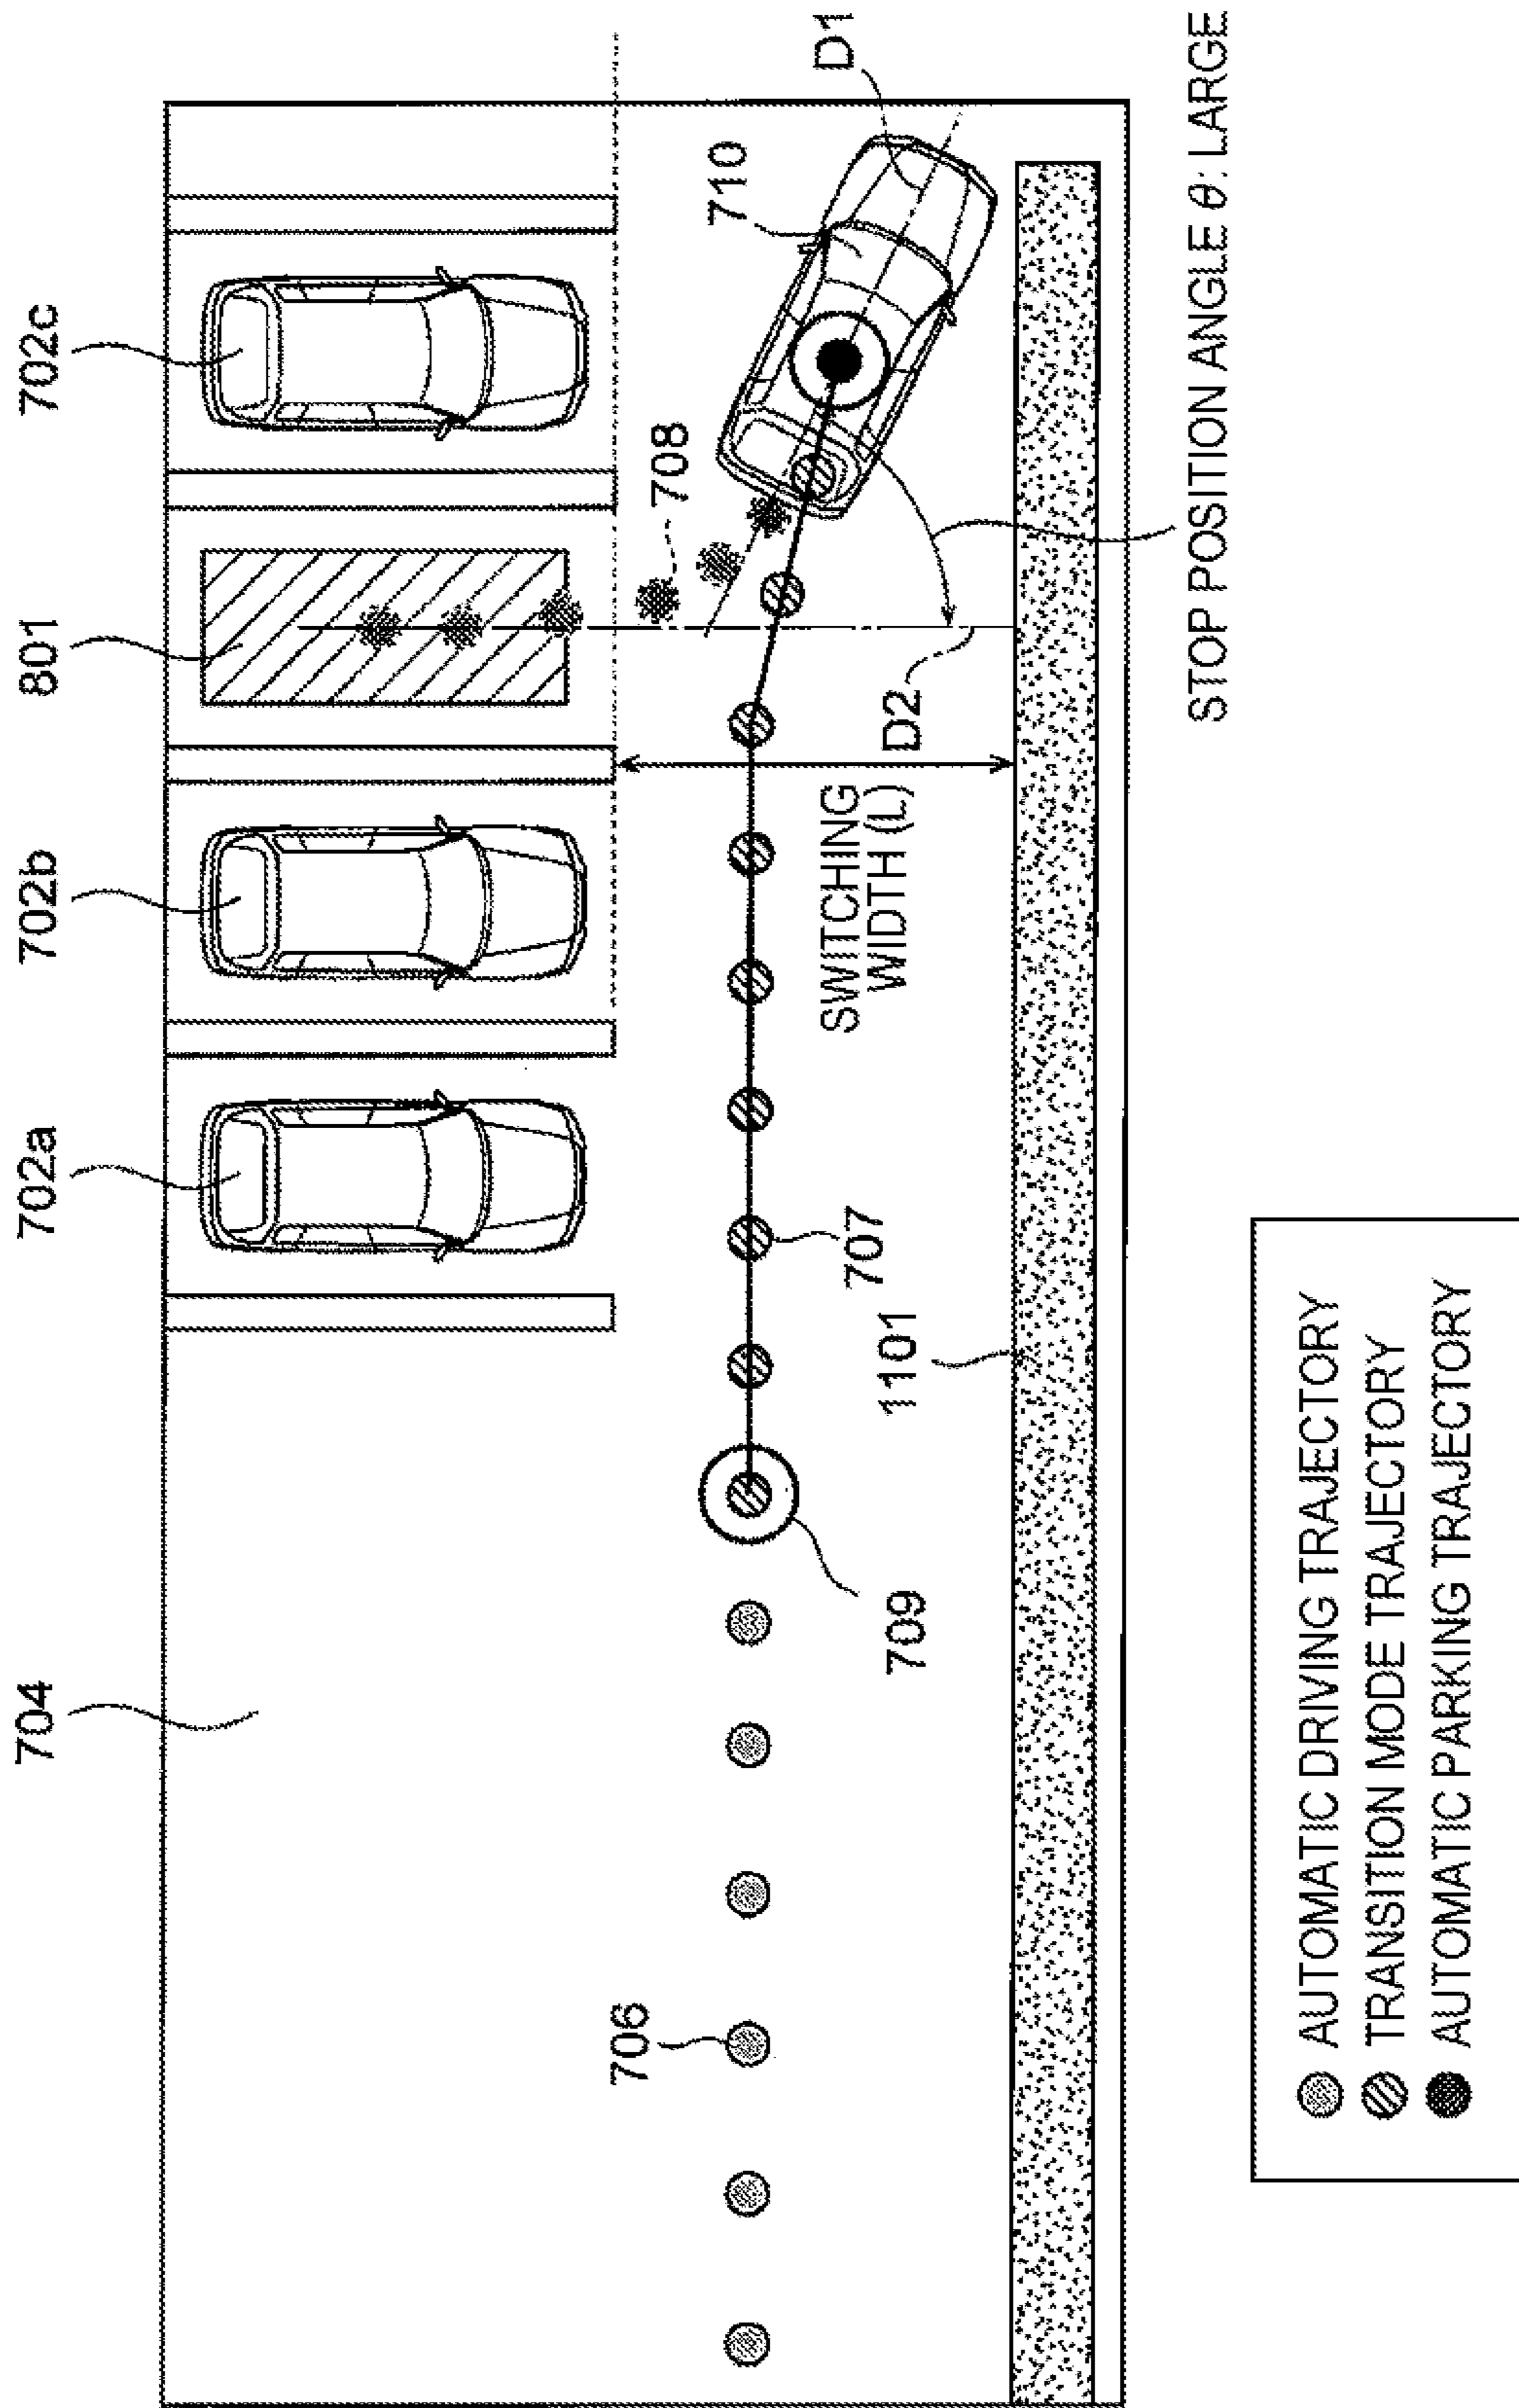 704
702a
702b
801
702c
706
709
707
1101
SWITCHING
WIDTH (L)
D2
708
710
D1
STOP POSITION ANGLE θ: LARGE
AUTOMATIC DRIVING TRAJECTORY
TRANSITION MODE TRAJECTORY
AUTOMATIC PARKING TRAJECTORY